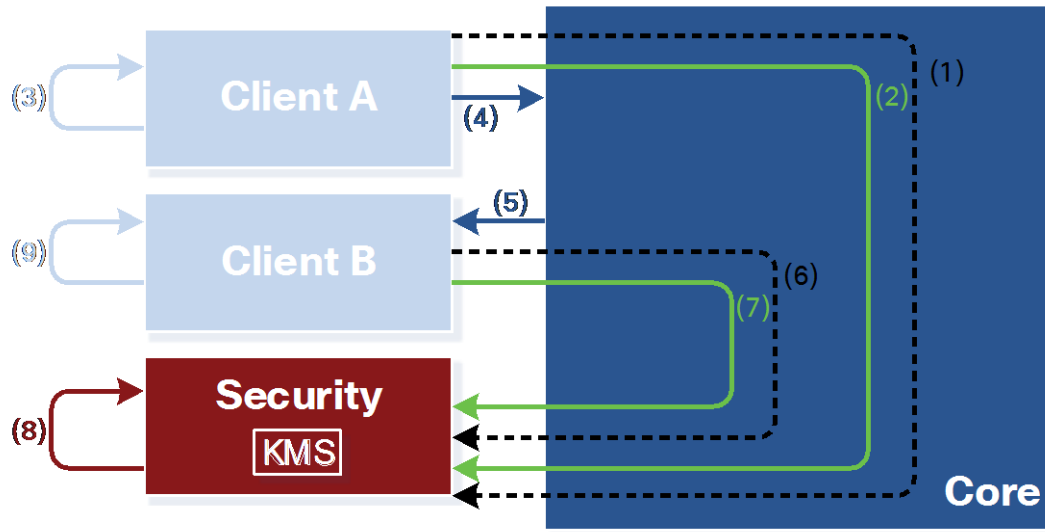 (1)
Client A
(2)
(3)
(4)
(5)
Client B
(9)
(6)
(7)
Security
KMS
(8)
Core